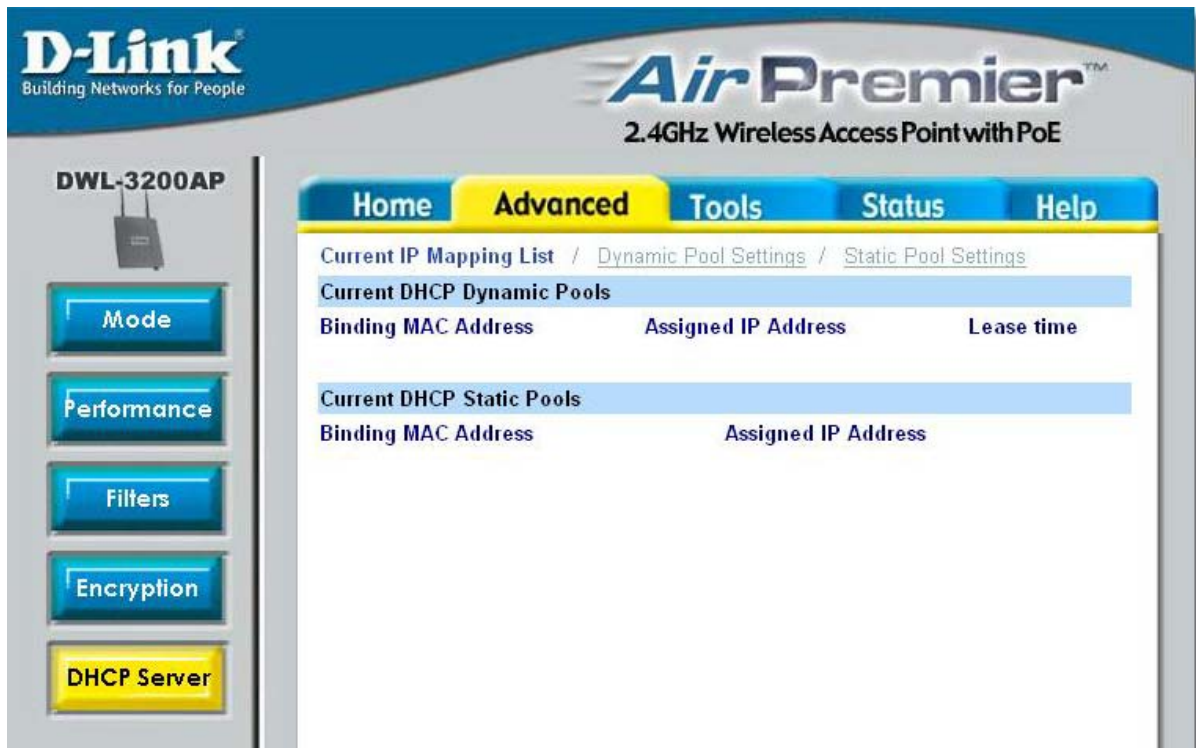 D-Link
Building Networks for People
Air Premier™
2.4GHz Wireless Access Point with PoE
DWL-3200AP
Home Advanced Tools Status Help
Current IP Mapping List / Dynamic Pool Settings / Static Pool Settings
Current DHCP Dynamic Pools
Binding MAC Address Assigned IP Address Lease time
Current DHCP Static Pools
Binding MAC Address Assigned IP Address
Mode
Performance
Filters
Encryption
DHCP Server